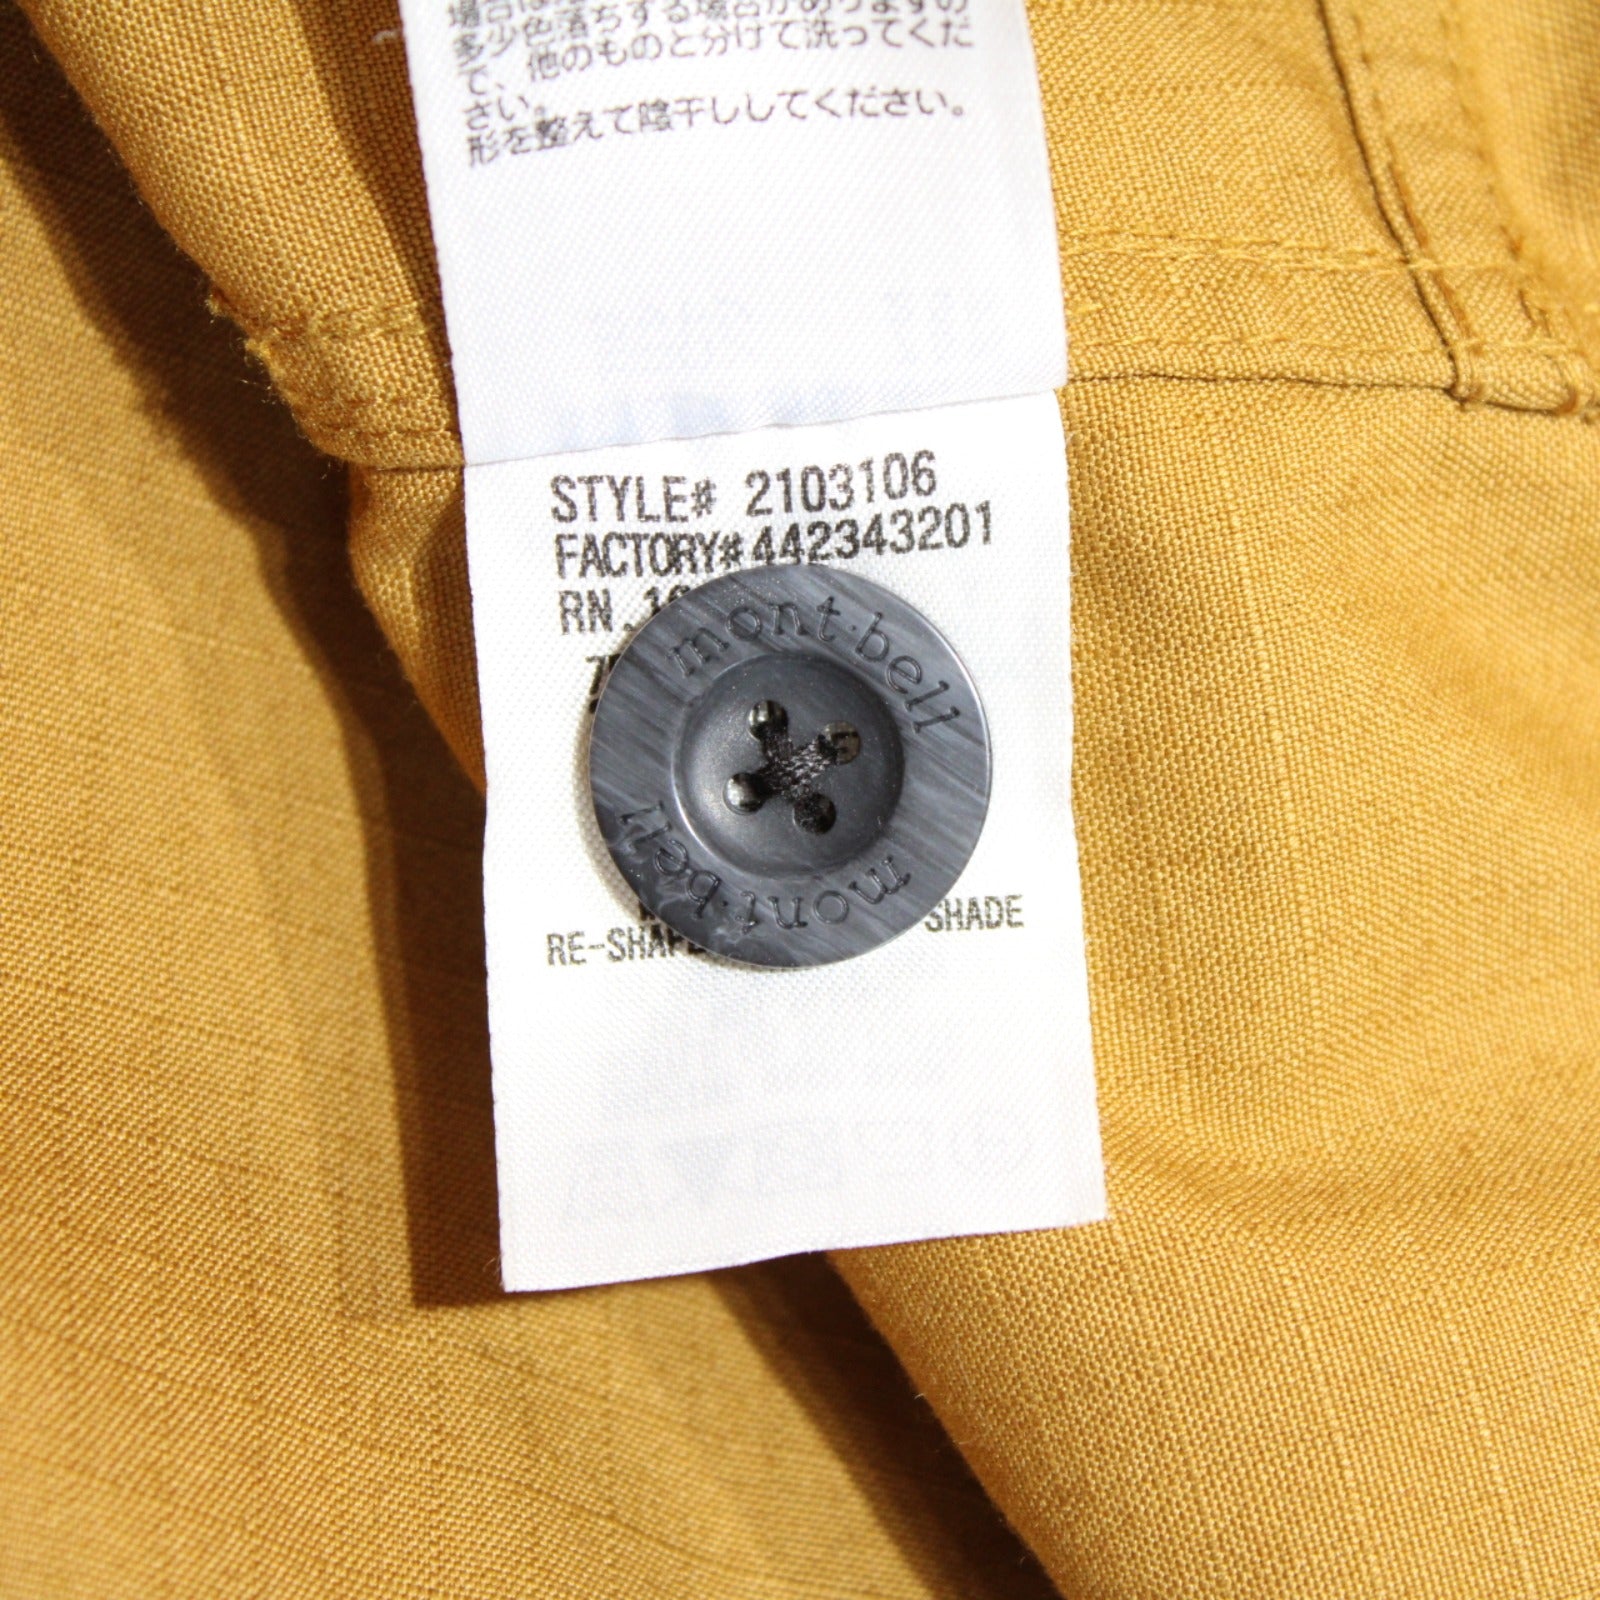 多少色落ちする場合がありますの
で、他のものと分けて洗ってくだ
さい。
形を整えて陰干ししてください。
STYLE# 2103106
FACTORY# 442343201
RN
mont·bell
mont·bell
SHADE
RE-SHAPE